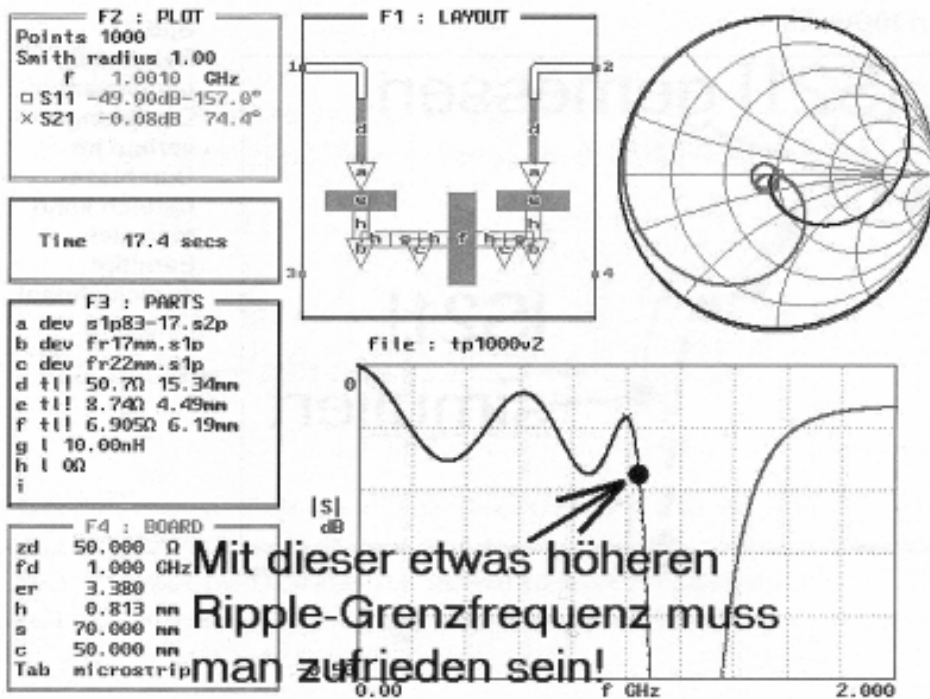 F2 : PLOT
Points 1000
Smith radius 1.00
f 1.0010 GHz
S11 -49.00dB-157.0°
× S21 -0.08dB 74.4°
Time 17.4 secs
F3 : PARTS
a dev s1p83-17.s2p
b dev fr17mm.s1p
c dev fr22mm.s1p
d tl! 50.7Ω 15.34mm
e tl! 8.74Ω 4.49mm
f tl! 6.905Ω 6.19mm
g l 10.00nH
h l 0Ω
i
F4 : BOARD
zd 50.000 Ω
fd 1.000 GHz
er 3.380
h 0.813 mm
s 70.000 mm
c 50.000 mm
Tab microstrip
F1 : LAYOUT
1
2
3
4
d
d
a
a
e
e
h
h
b
h
h
f
h
file : tp1000v2
0
|S|
dB
0.00 f GHz 2.000
Mit dieser etwas höheren
Ripple-Grenzfrequenz muss
man zufrieden sein!